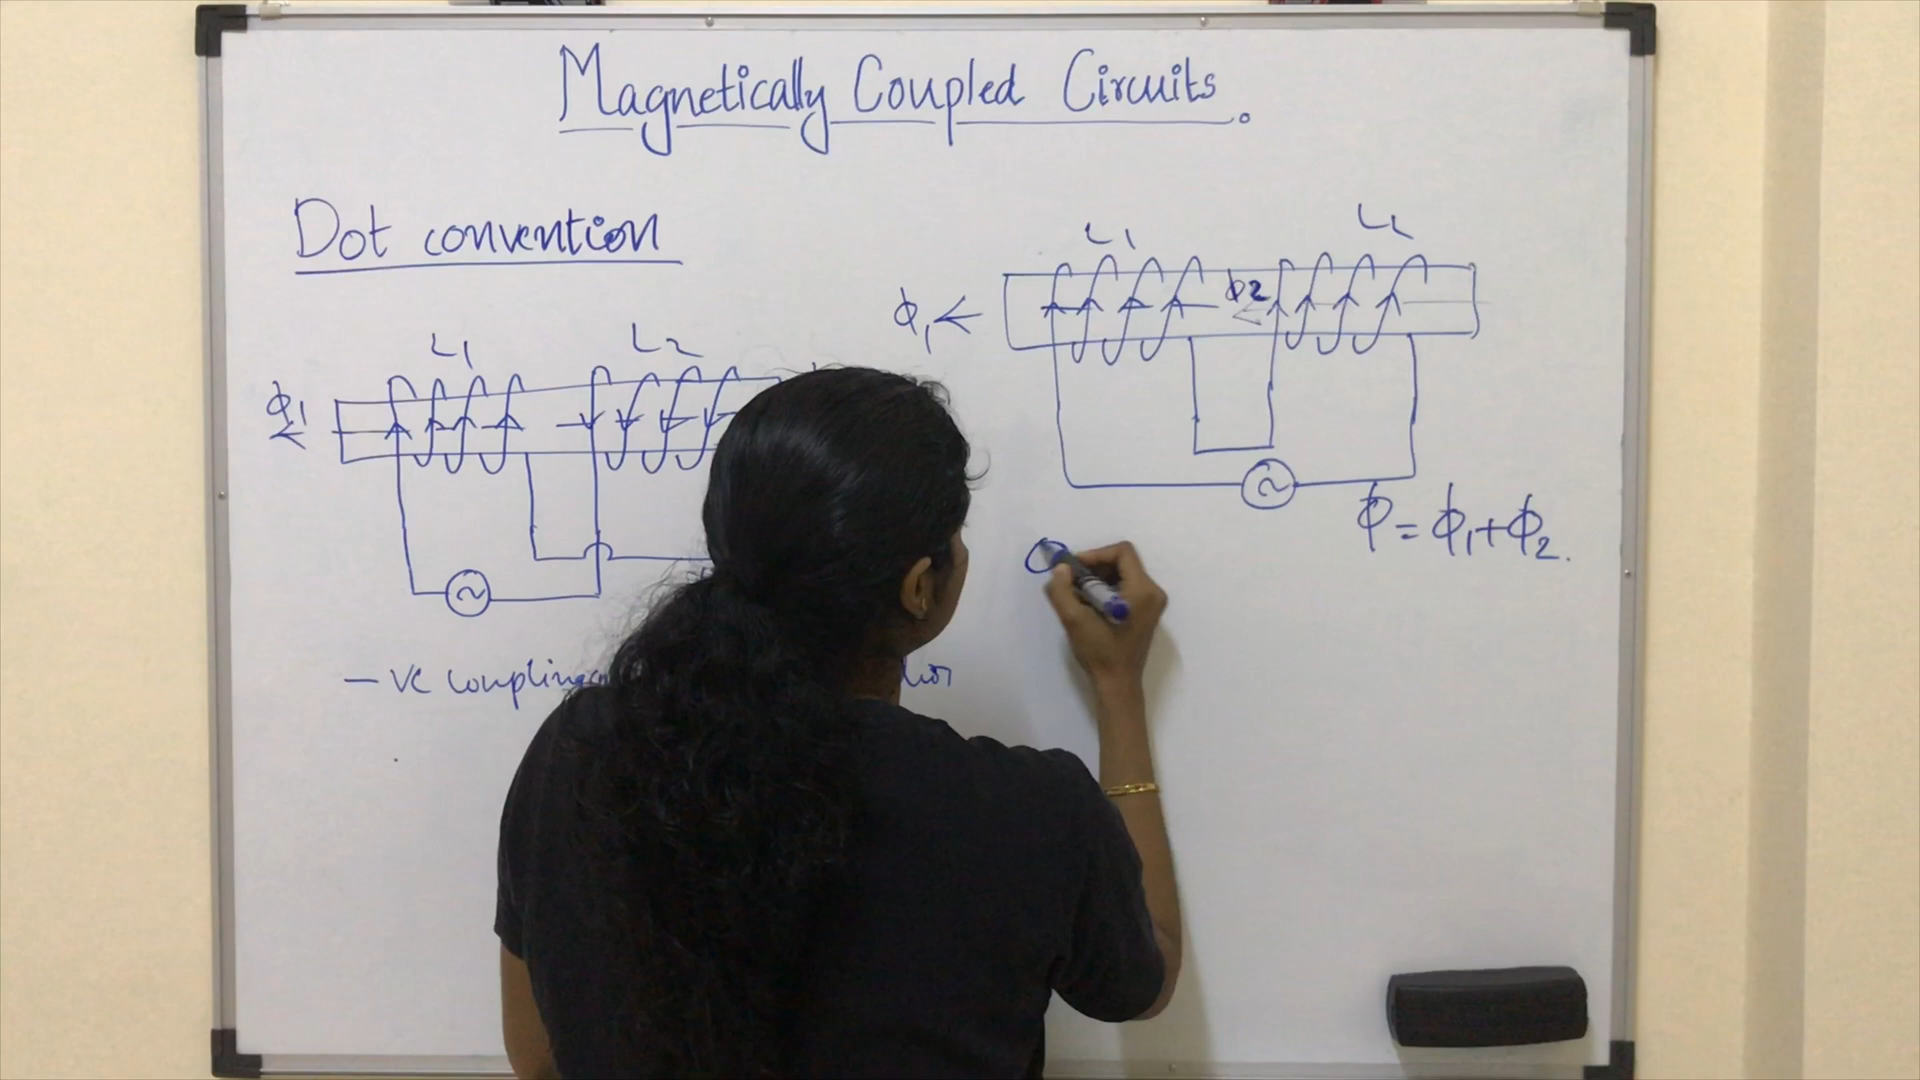 Magnetically Coupled Circuits.
Dot convention
L1 L2
ϕ1
L1 L2
ϕ1 ϕ2
ϕ = ϕ1 + ϕ2.
-ve coupling